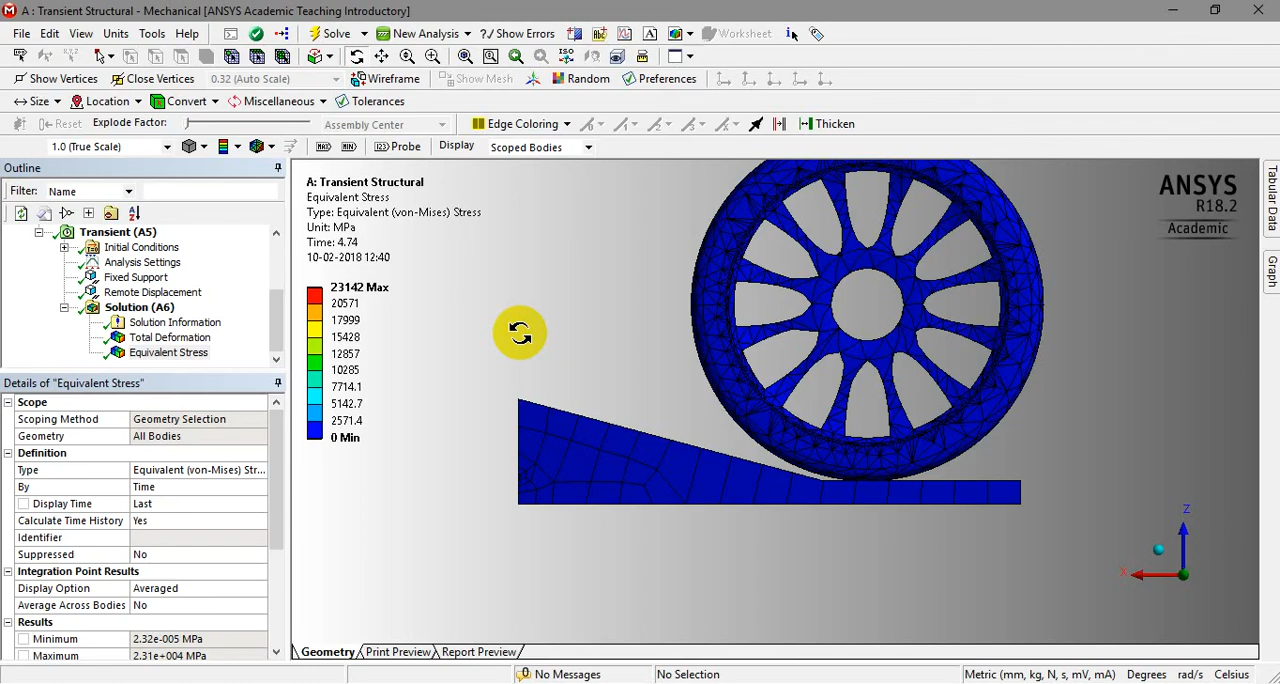 A : Transient Structural - Mechanical [ANSYS Academic Teaching Introductory]
File Edit View Units Tools Help Solve New Analysis ?/ Show Errors Worksheet
Show Vertices Close Vertices 0.32 (Auto Scale) Wireframe Show Mesh Random Preferences
Size Location Convert Miscellaneous Tolerances
Reset Explode Factor: Assembly Center Edge Coloring Thicken
1.0 (True Scale) MAX MIN Probe Display Scoped Bodies
Outline
Filter: Name
Transient (A5)
Initial Conditions
Analysis Settings
Fixed Support
Remote Displacement
Solution (A6)
Solution Information
Total Deformation
Equivalent Stress
Details of "Equivalent Stress"
Scope
Scoping Method Geometry Selection
Geometry All Bodies
Definition
Type Equivalent (von-Mises) Str...
By Time
Display Time Last
Calculate Time History Yes
Identifier
Suppressed No
Integration Point Results
Display Option Averaged
Average Across Bodies No
Results
Minimum 2.32e-005 MPa
Maximum 2.31e+004 MPa
A: Transient Structural
Equivalent Stress
Type: Equivalent (von-Mises) Stress
Unit: MPa
Time: 4.74
10-02-2018 12:40
23142 Max
20571
17999
15428
12857
10285
7714.1
5142.7
2571.4
0 Min
ANSYS
R18.2
Academic
Z
X
Tabular Data
Graph
Geometry Print Preview Report Preview
0 No Messages No Selection Metric (mm, kg, N, s, mV, mA) Degrees rad/s Celsius